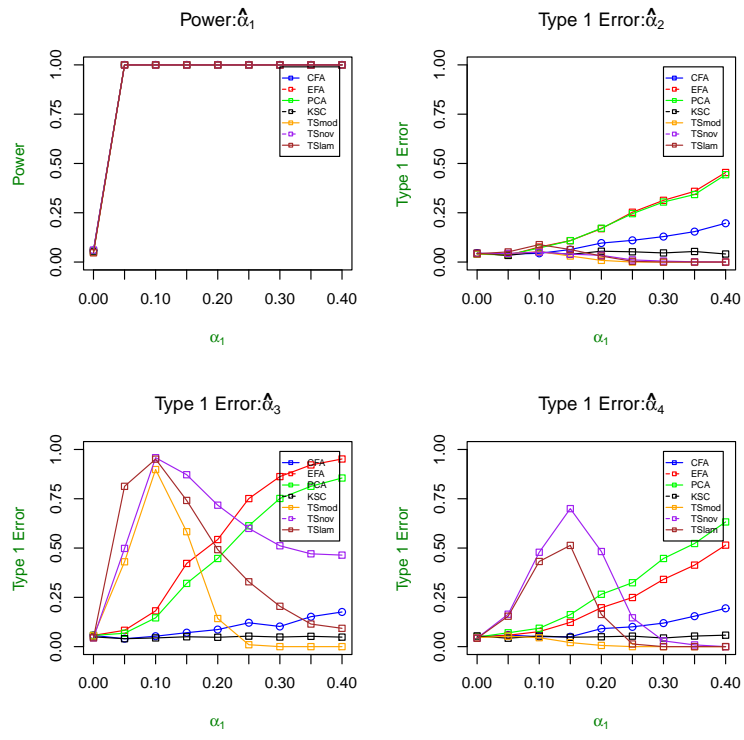 Power:α̂₁
Power
1.00
0.75
0.50
0.25
0.00
CFA
EFA
PCA
KSC
TSmod
TSnov
TSlam
0.00 0.10 0.20 0.30 0.40
α₁
Type 1 Error:α̂₂
Type 1 Error
1.00
0.75
0.50
0.25
0.00
CFA
EFA
PCA
KSC
TSmod
TSnov
TSlam
0.00 0.10 0.20 0.30 0.40
α₁
Type 1 Error:α̂₃
Type 1 Error
1.00
0.75
0.50
0.25
0.00
CFA
EFA
PCA
KSC
TSmod
TSnov
TSlam
0.00 0.10 0.20 0.30 0.40
α₁
Type 1 Error:α̂₄
Type 1 Error
1.00
0.75
0.50
0.25
0.00
CFA
EFA
PCA
KSC
TSmod
TSnov
TSlam
0.00 0.10 0.20 0.30 0.40
α₁